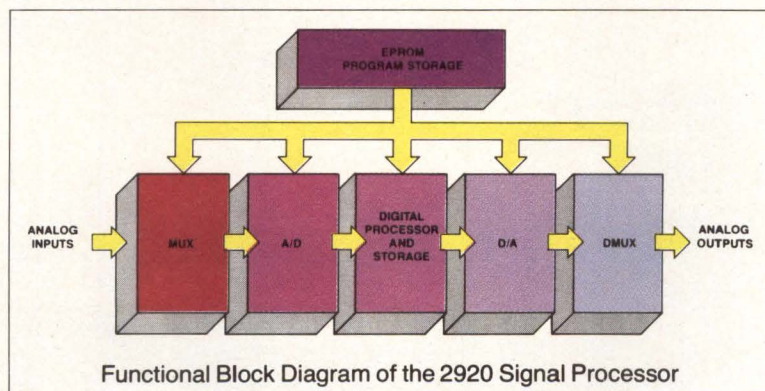 EPROM
PROGRAM STORAGE
ANALOG
INPUTS
MUX
A/D
DIGITAL
PROCESSOR
AND
STORAGE
D/A
DMUX
ANALOG
OUTPUTS
Functional Block Diagram of the 2920 Signal Processor